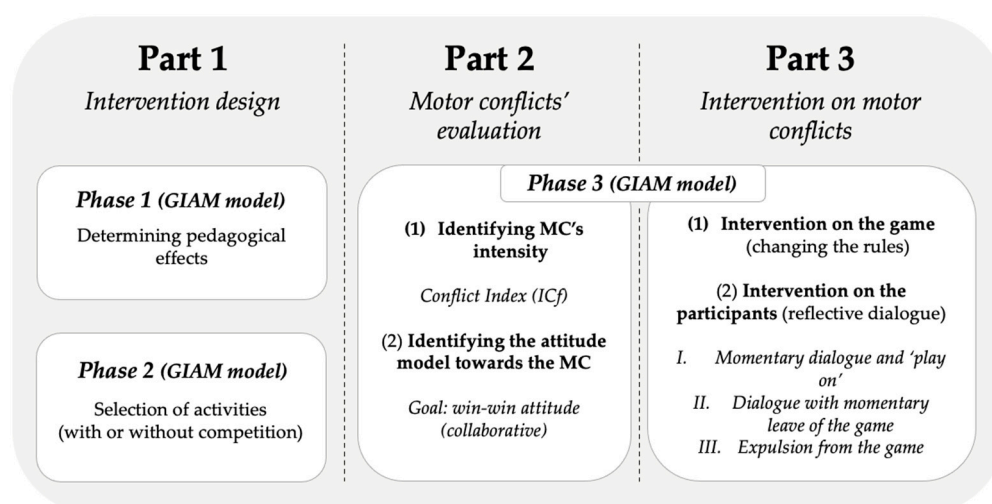 Part 1
Intervention design
Phase 1 (GIAM model)
Determining pedagogical
effects
Phase 2 (GIAM model)
Selection of activities
(with or without competition)
Part 2
Motor conflicts’
evaluation
Part 3
Intervention on motor
conflicts
Phase 3 (GIAM model)
(1) Identifying MC’s
intensity
Conflict Index (ICf)
(2) Identifying the attitude
model towards the MC
Goal: win-win attitude
(collaborative)
(1) Intervention on the game
(changing the rules)
(2) Intervention on the
participants (reflective dialogue)
I. Momentary dialogue and ‘play
on’
II. Dialogue with momentary
leave of the game
III. Expulsion from the game